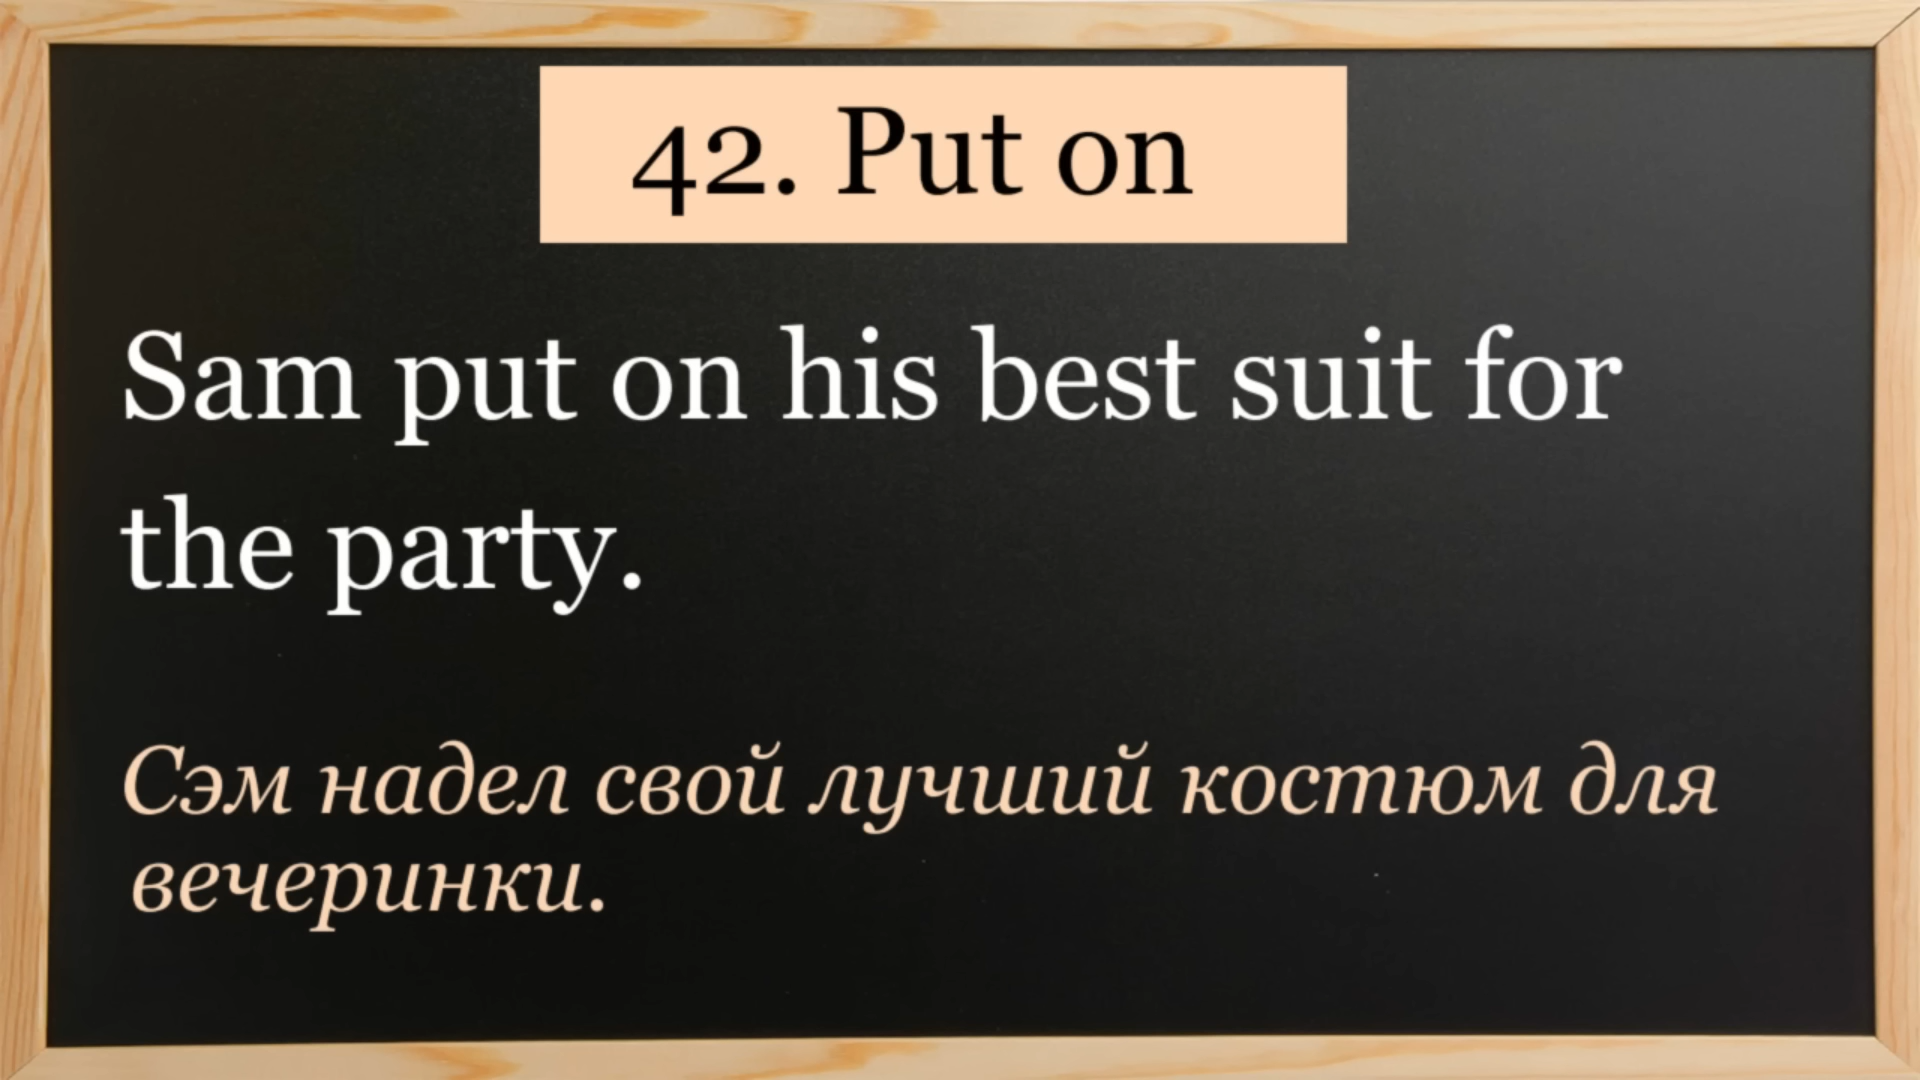 42. Put on
Sam put on his best suit for
the party.
Сэм надел свой лучший костюм для
вечеринки.